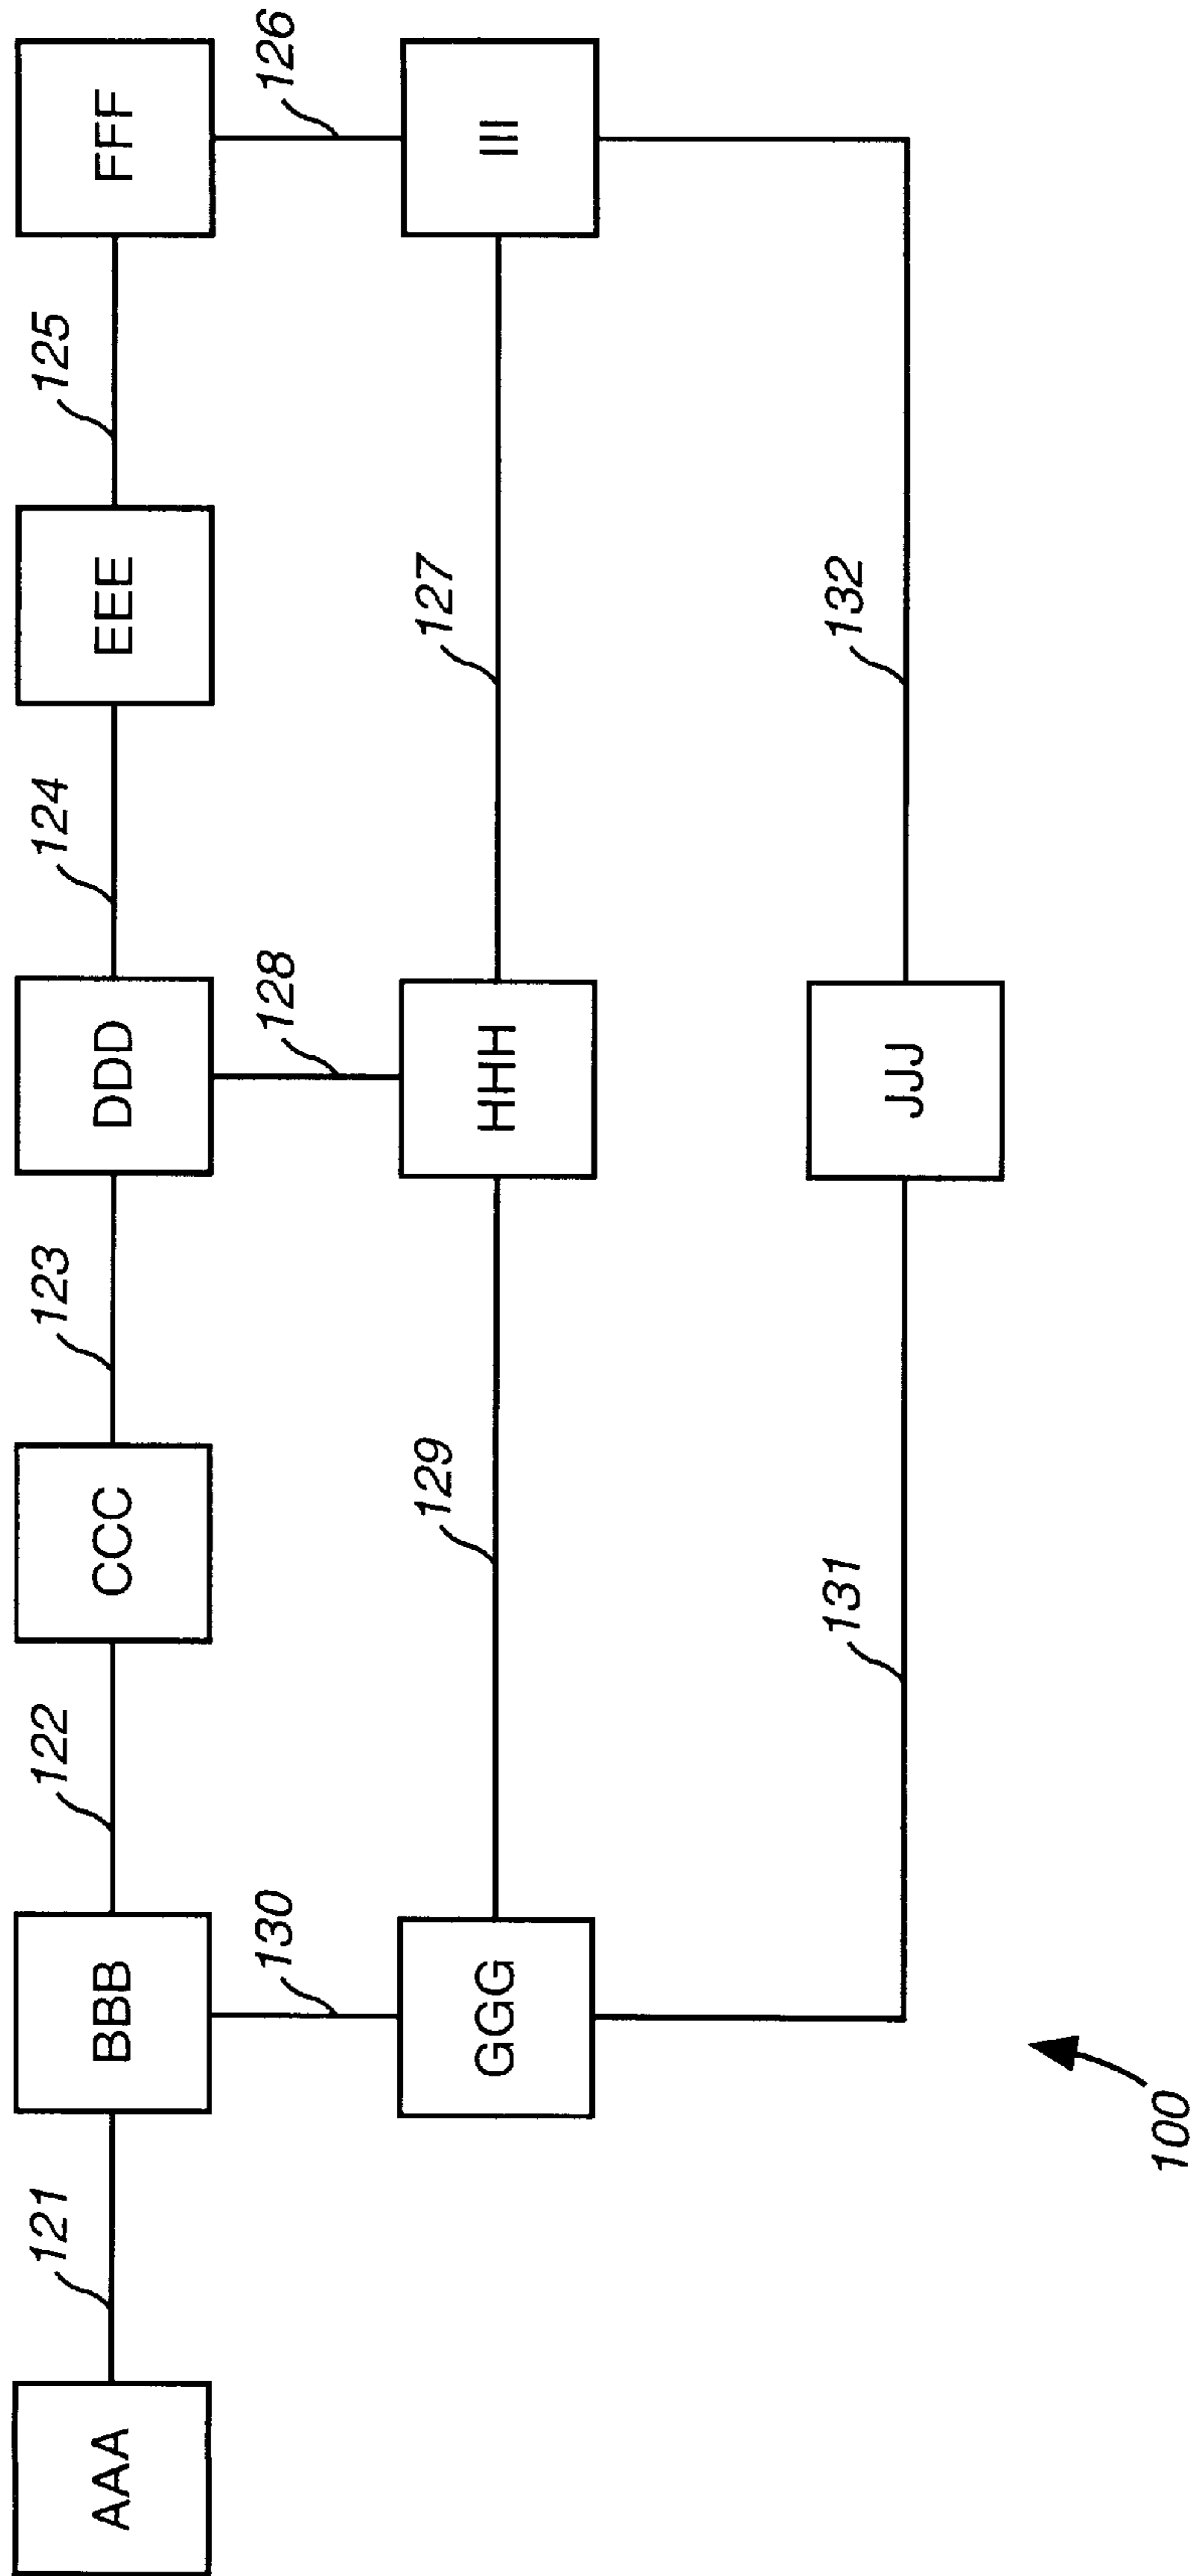 121
122
123
124
125
AAA
BBB
CCC
DDD
EEE
FFF
130
128
126
129
127
GGG
HHH
III
131
132
JJJ
100